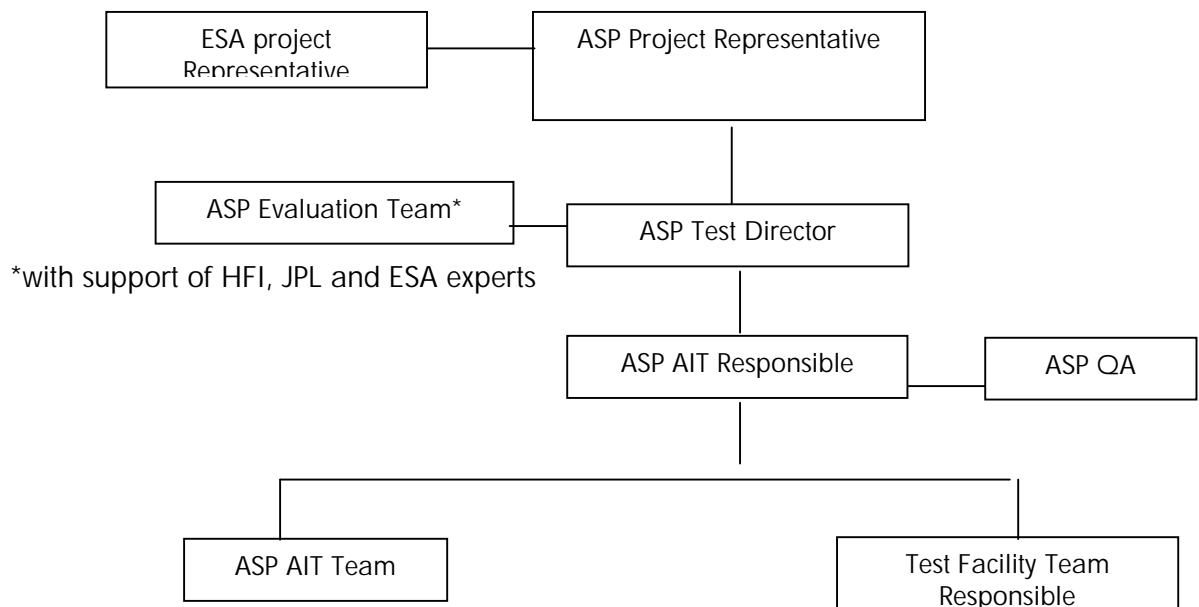 ESA project
Representative
ASP Project Representative
ASP Evaluation Team*
ASP Test Director
*with support of HFI, JPL and ESA experts
ASP AIT Responsible
ASP QA
ASP AIT Team
Test Facility Team
Responsible